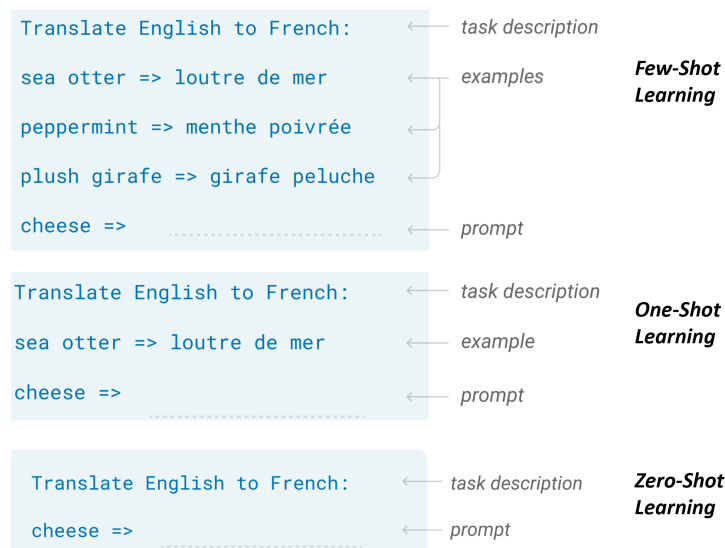 Translate English to French:
task description
sea otter => loutre de mer
examples
Few-Shot
Learning
peppermint => menthe poivrée
plush girafe => girafe peluche
cheese =>
prompt
Translate English to French:
task description
sea otter => loutre de mer
example
One-Shot
Learning
cheese =>
prompt
Translate English to French:
task description
Zero-Shot
Learning
cheese =>
prompt